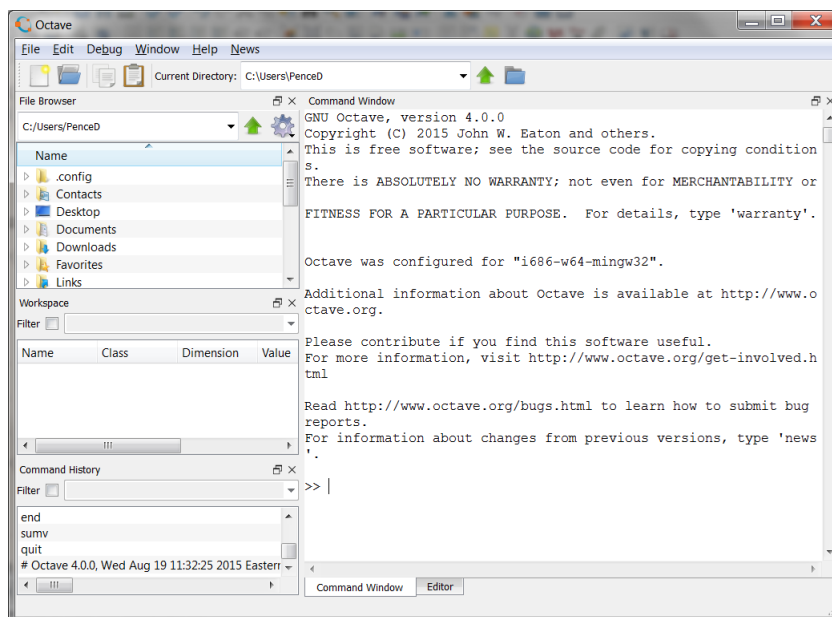 Octave
File Edit Debug Window Help News
Current Directory: C:\Users\PenceD
File Browser
C:/Users/PenceD
Name
.config
Contacts
Desktop
Documents
Downloads
Favorites
Links
Workspace
Filter
Name Class Dimension Value
Command History
Filter
end
sumv
quit
# Octave 4.0.0, Wed Aug 19 11:32:25 2015 Eastern
Command Window
GNU Octave, version 4.0.0
Copyright (C) 2015 John W. Eaton and others.
This is free software; see the source code for copying condition
s.
There is ABSOLUTELY NO WARRANTY; not even for MERCHANTABILITY or
FITNESS FOR A PARTICULAR PURPOSE.  For details, type 'warranty'.
Octave was configured for "i686-w64-mingw32".
Additional information about Octave is available at http://www.o
ctave.org.
Please contribute if you find this software useful.
For more information, visit http://www.octave.org/get-involved.h
tml
Read http://www.octave.org/bugs.html to learn how to submit bug
reports.
For information about changes from previous versions, type 'news
'.
>>
Command Window Editor